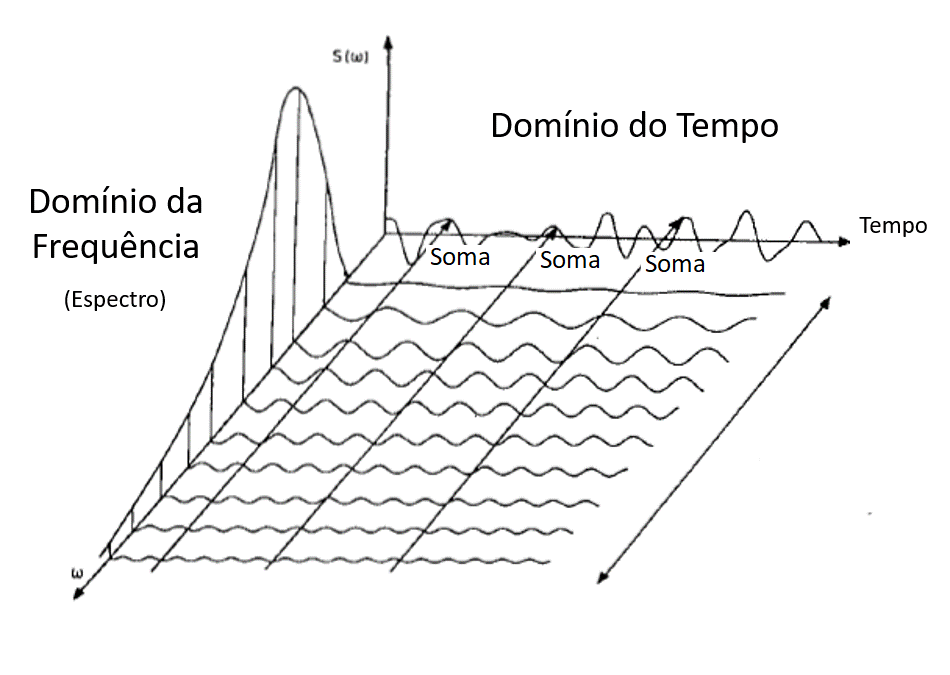 S(ω)
Domínio do Tempo
Domínio da
Frequência
(Espectro)
Tempo
Soma
Soma
Soma
ω